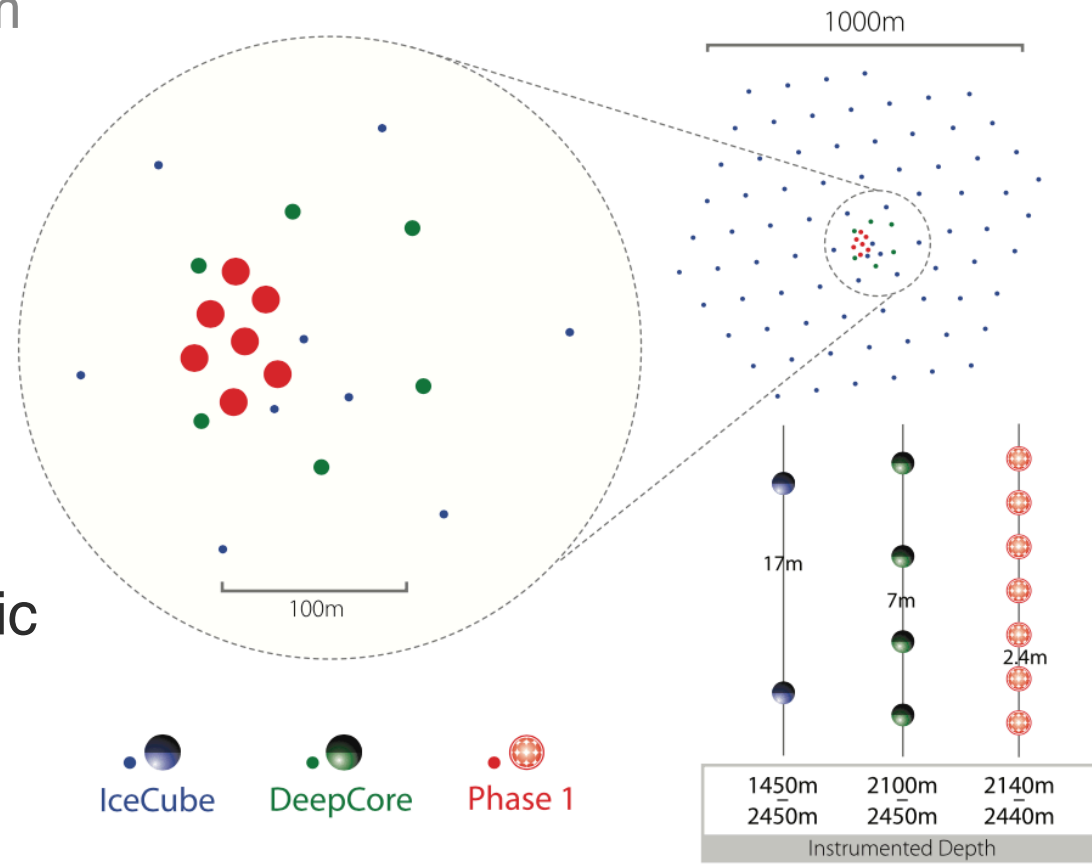 1000m
100m
17m
7m
2.4m
IceCube
DeepCore
Phase 1
1450m
–
2450m
2100m
–
2450m
2140m
–
2440m
Instrumented Depth